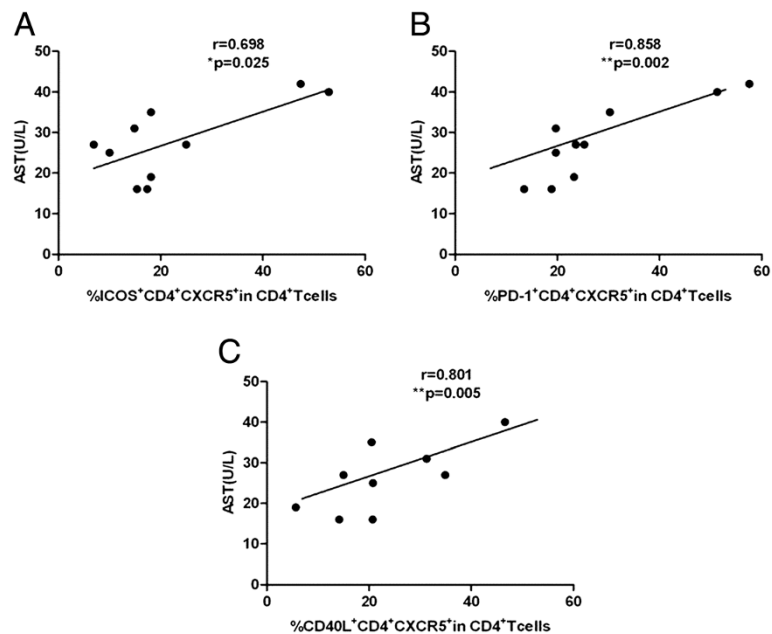 A
r=0.698
*p=0.025
50
40
30
20
10
0
AST(U/L)
0 20 40 60
%ICOS⁺CD4⁺CXCR5⁺in CD4⁺Tcells
B
r=0.858
**p=0.002
50
40
30
20
10
0
AST(U/L)
0 20 40 60
%PD-1⁺CD4⁺CXCR5⁺in CD4⁺Tcells
C
r=0.801
**p=0.005
50
40
30
20
10
0
AST(U/L)
0 20 40 60
%CD40L⁺CD4⁺CXCR5⁺in CD4⁺Tcells